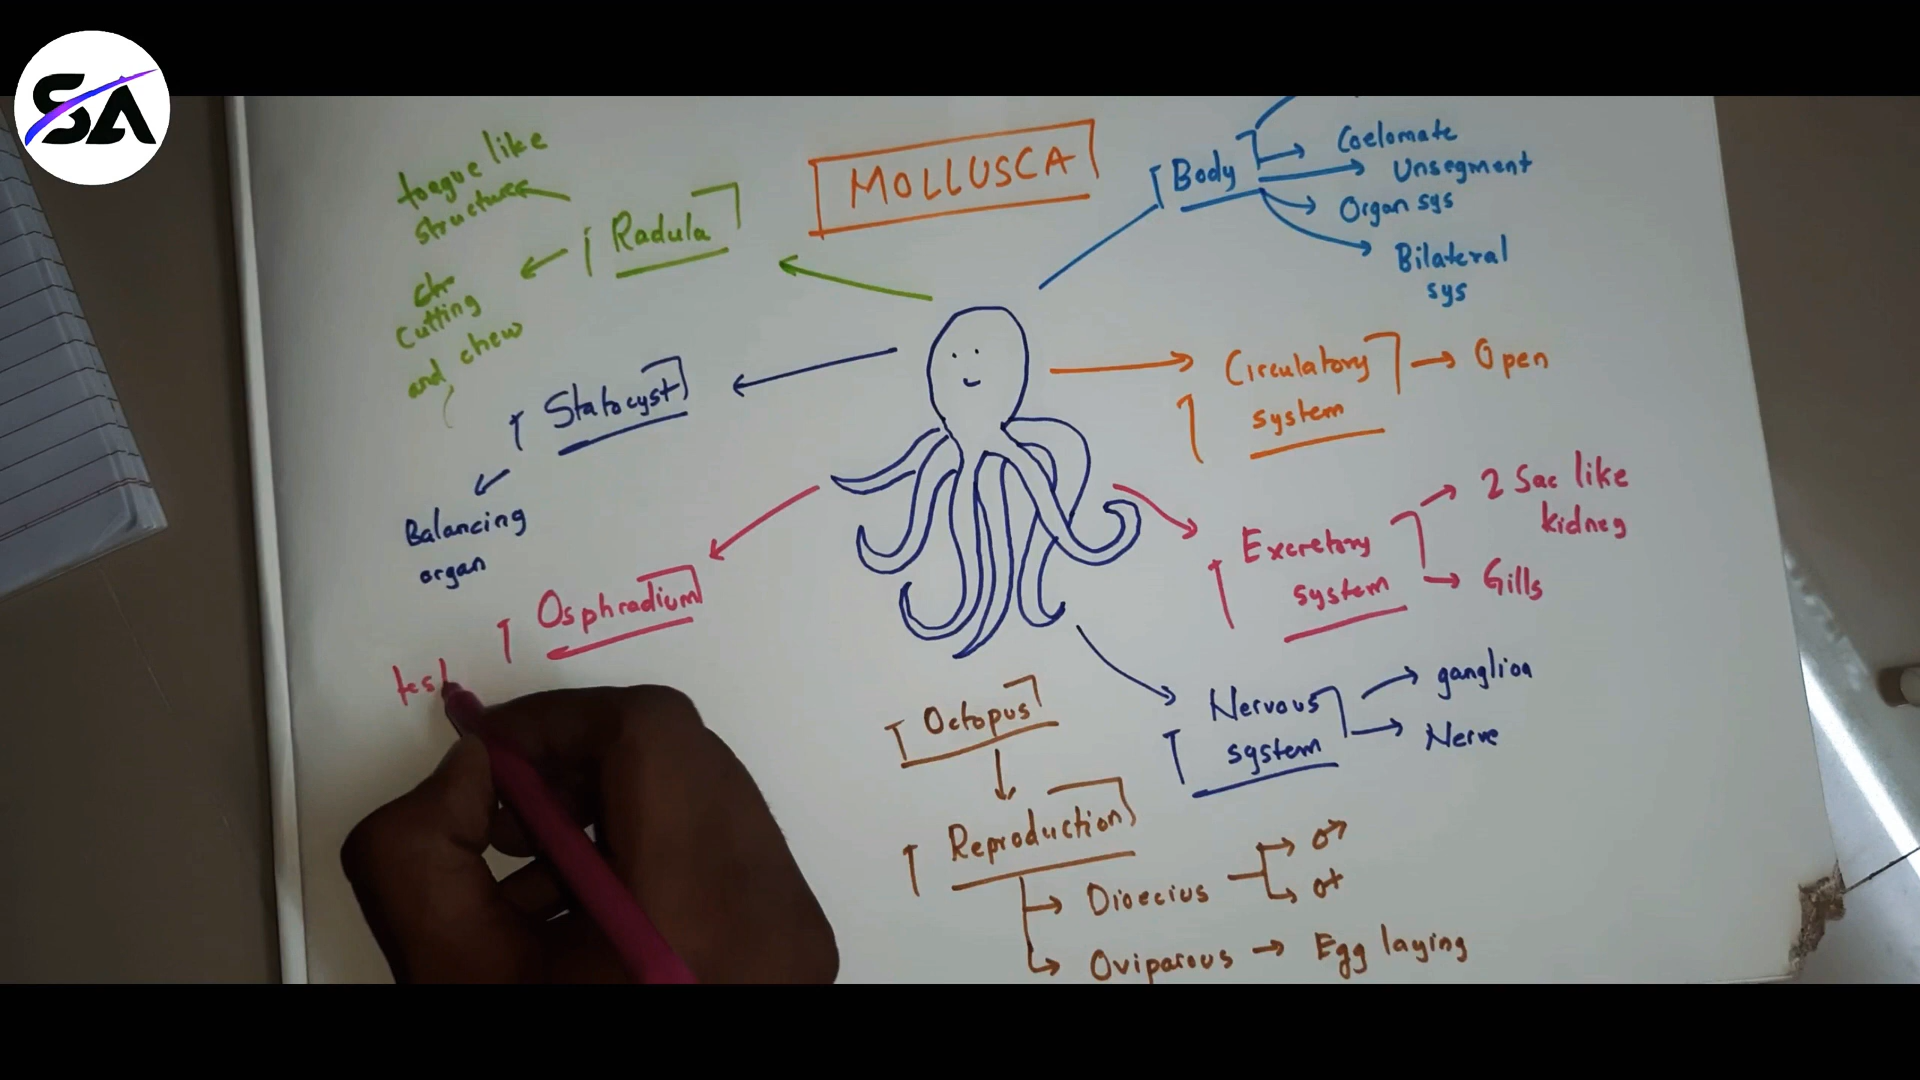 SA
MOLLUSCA
Body
Coelomate
Unsegment
Organ sys
Bilateral
sys
tongue like
structures
Radula
Cutting
and chew
Statocyst
Balancing
organ
Circulatory
system
Open
Excretory
system
2 Sac like
kidney
Gills
Osphradium
test
Nervous
system
ganglion
Nerve
Octopus
Reproduction
Dioecius
♂
Oviparous → Egg laying